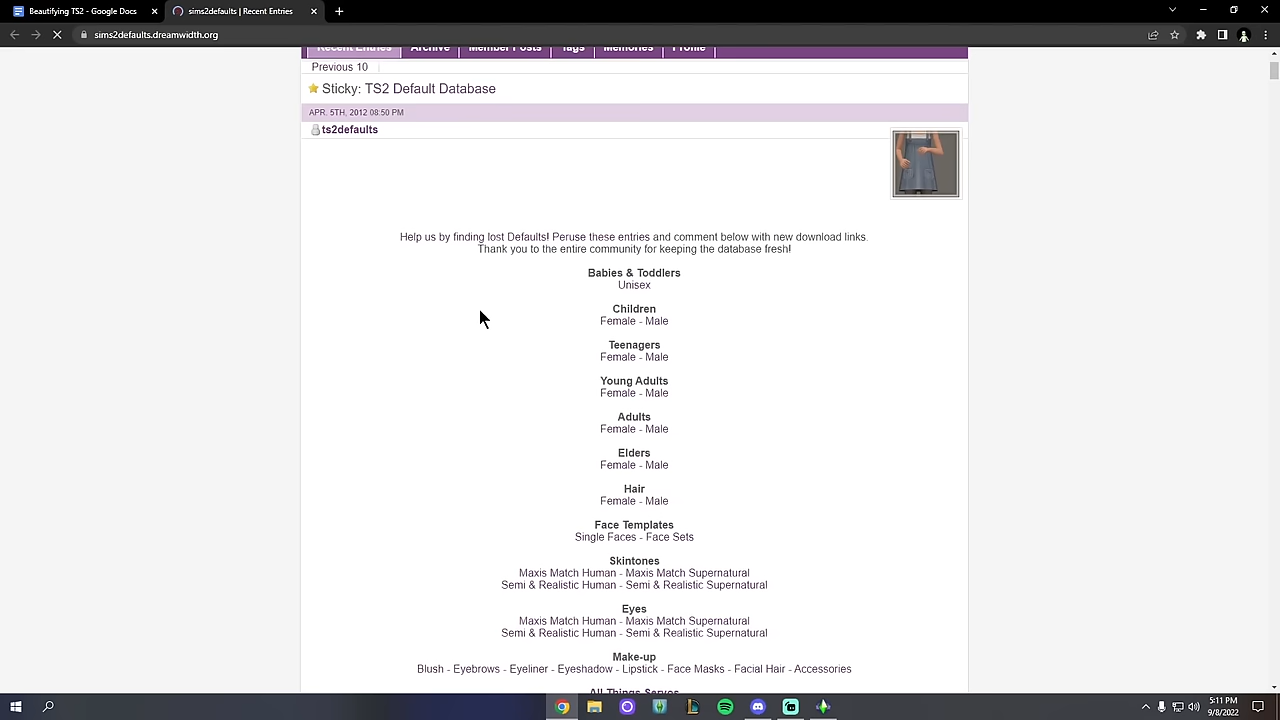 Beautifying TS2 - Google Docs
sims2defaults | Recent Entries
sims2defaults.dreamwidth.org
Recent Entries Archive Member Posts Tags Memories Profile
Previous 10
Sticky: TS2 Default Database
APR. 5TH, 2012 08:50 PM
ts2defaults
Help us by finding lost Defaults! Peruse these entries and comment below with new download links.
Thank you to the entire community for keeping the database fresh!
Babies & Toddlers
Unisex
Children
Female - Male
Teenagers
Female - Male
Young Adults
Female - Male
Adults
Female - Male
Elders
Female - Male
Hair
Female - Male
Face Templates
Single Faces - Face Sets
Skintones
Maxis Match Human - Maxis Match Supernatural
Semi & Realistic Human - Semi & Realistic Supernatural
Eyes
Maxis Match Human - Maxis Match Supernatural
Semi & Realistic Human - Semi & Realistic Supernatural
Make-up
Blush - Eyebrows - Eyeliner - Eyeshadow - Lipstick - Face Masks - Facial Hair - Accessories
All Things Servos
5:11 PM
9/8/2022